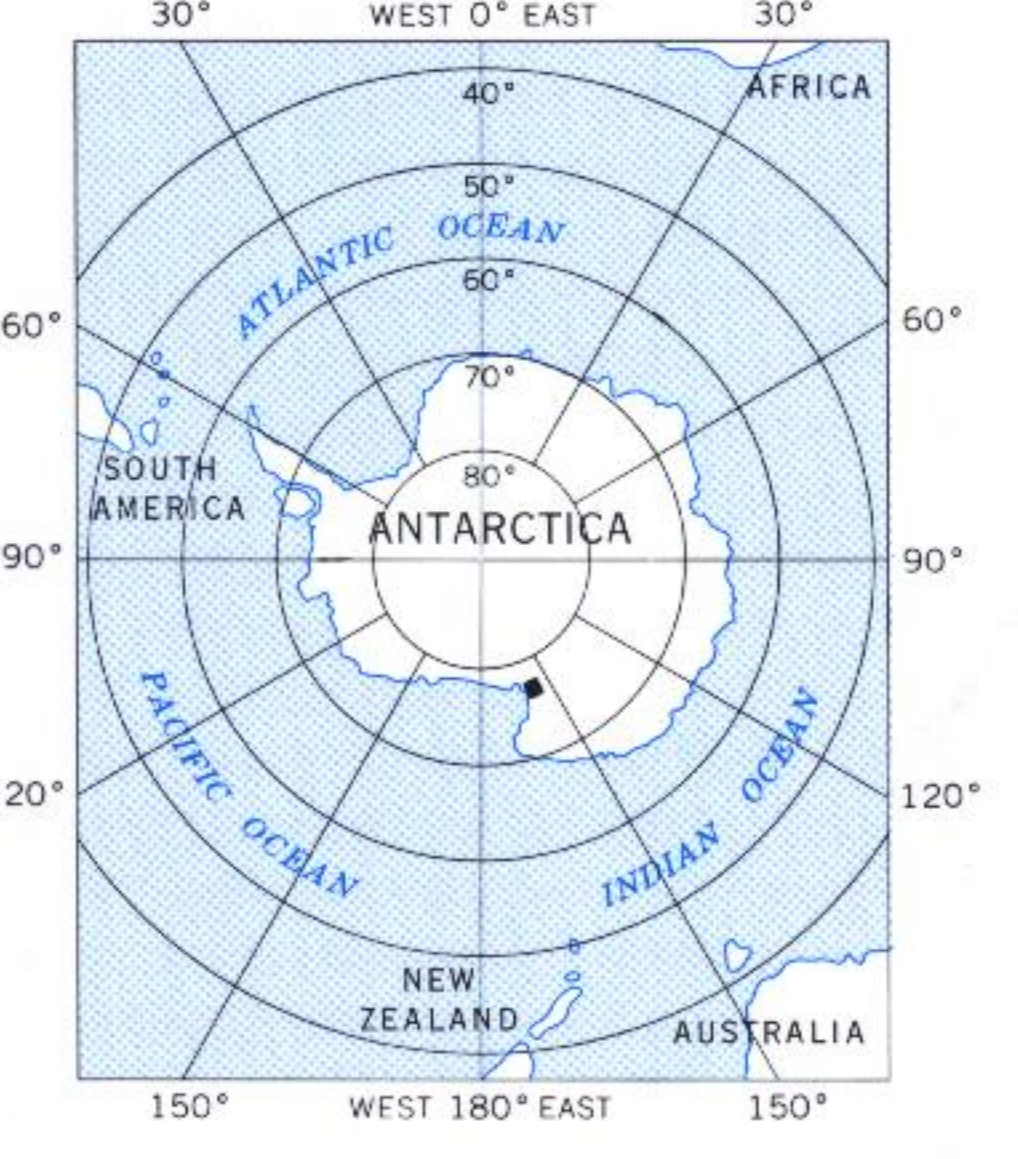 30° WEST 0° EAST 30°
AFRICA
40°
50°
ATLANTIC OCEAN
60°
60° 60°
70°
SOUTH
AMERICA
80°
ANTARCTICA
90° 90°
PACIFIC OCEAN
INDIAN OCEAN
20° 120°
NEW
ZEALAND
AUSTRALIA
150° WEST 180° EAST 150°